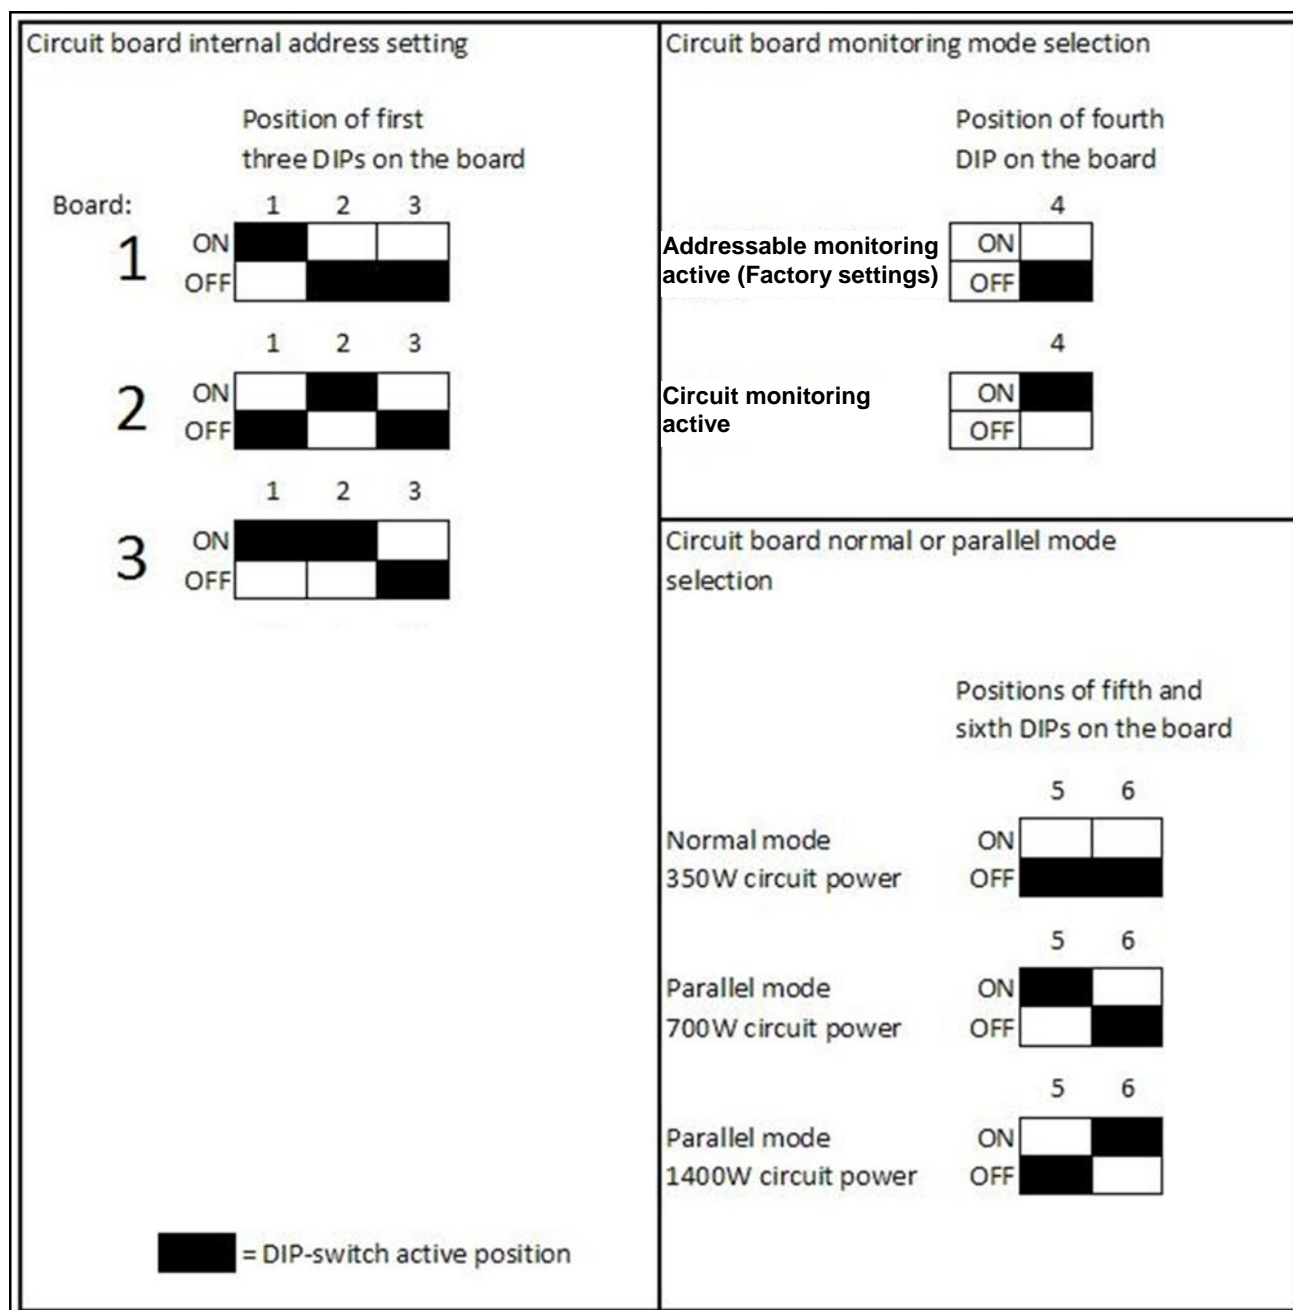 Circuit board internal address setting
Position of first
three DIPs on the board
Board:
1 2 3
1
ON
OFF
1 2 3
2
ON
OFF
1 2 3
3
ON
OFF
= DIP-switch active position
Circuit board monitoring mode selection
Position of fourth
DIP on the board
4
Addressable monitoring
active (Factory settings)
ON
OFF
4
Circuit monitoring
active
ON
OFF
Circuit board normal or parallel mode
selection
Positions of fifth and
sixth DIPs on the board
5 6
Normal mode ON
350W circuit power OFF
5 6
Parallel mode ON
700W circuit power OFF
5 6
Parallel mode ON
1400W circuit power OFF